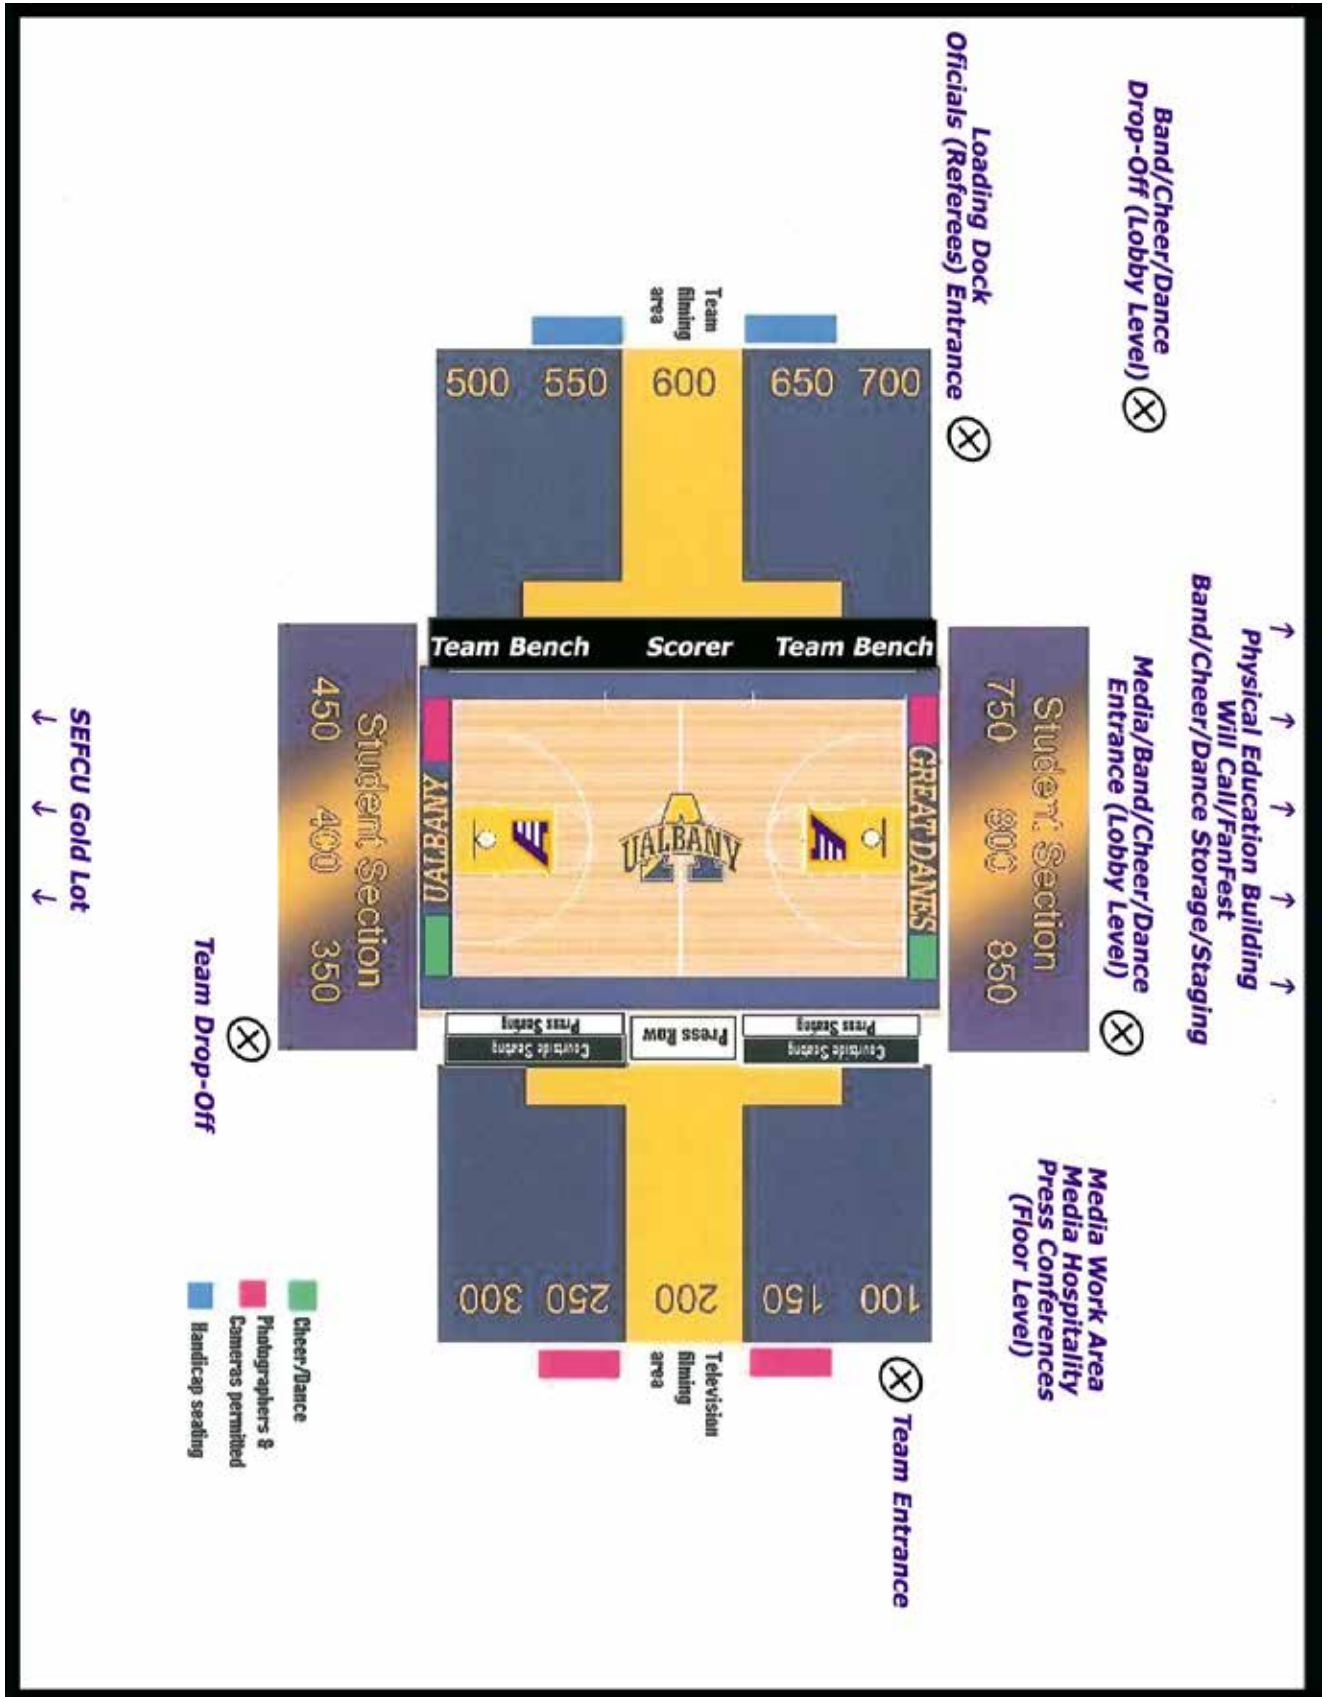 Band/Cheer/Dance
Drop-Off (Lobby Level)
Loading Dock
Oficials (Referees) Entrance
Physical Education Building
Will Call/FanFest
Band/Cheer/Dance Storage/Staging
Media/Band/Cheer/Dance
Entrance (Lobby Level)
Media Work Area
Media Hospitality
Press Conferences
(Floor Level)
Team Entrance
Team
filming
area
500 550 600 650 700
Team Bench Scorer Team Bench
Student Section
750 800 850
GREAT DANES
UALBANY
UALBANY
Student Section
450 400 350
Press Seating
Courtside Seating
Press Row
Press Seating
Courtside Seating
300 250 200 150 100
Television
filming
area
Team Drop-Off
SEFCU Gold Lot
Cheer/Dance
Photographers &
Cameras permitted
Handicap seating